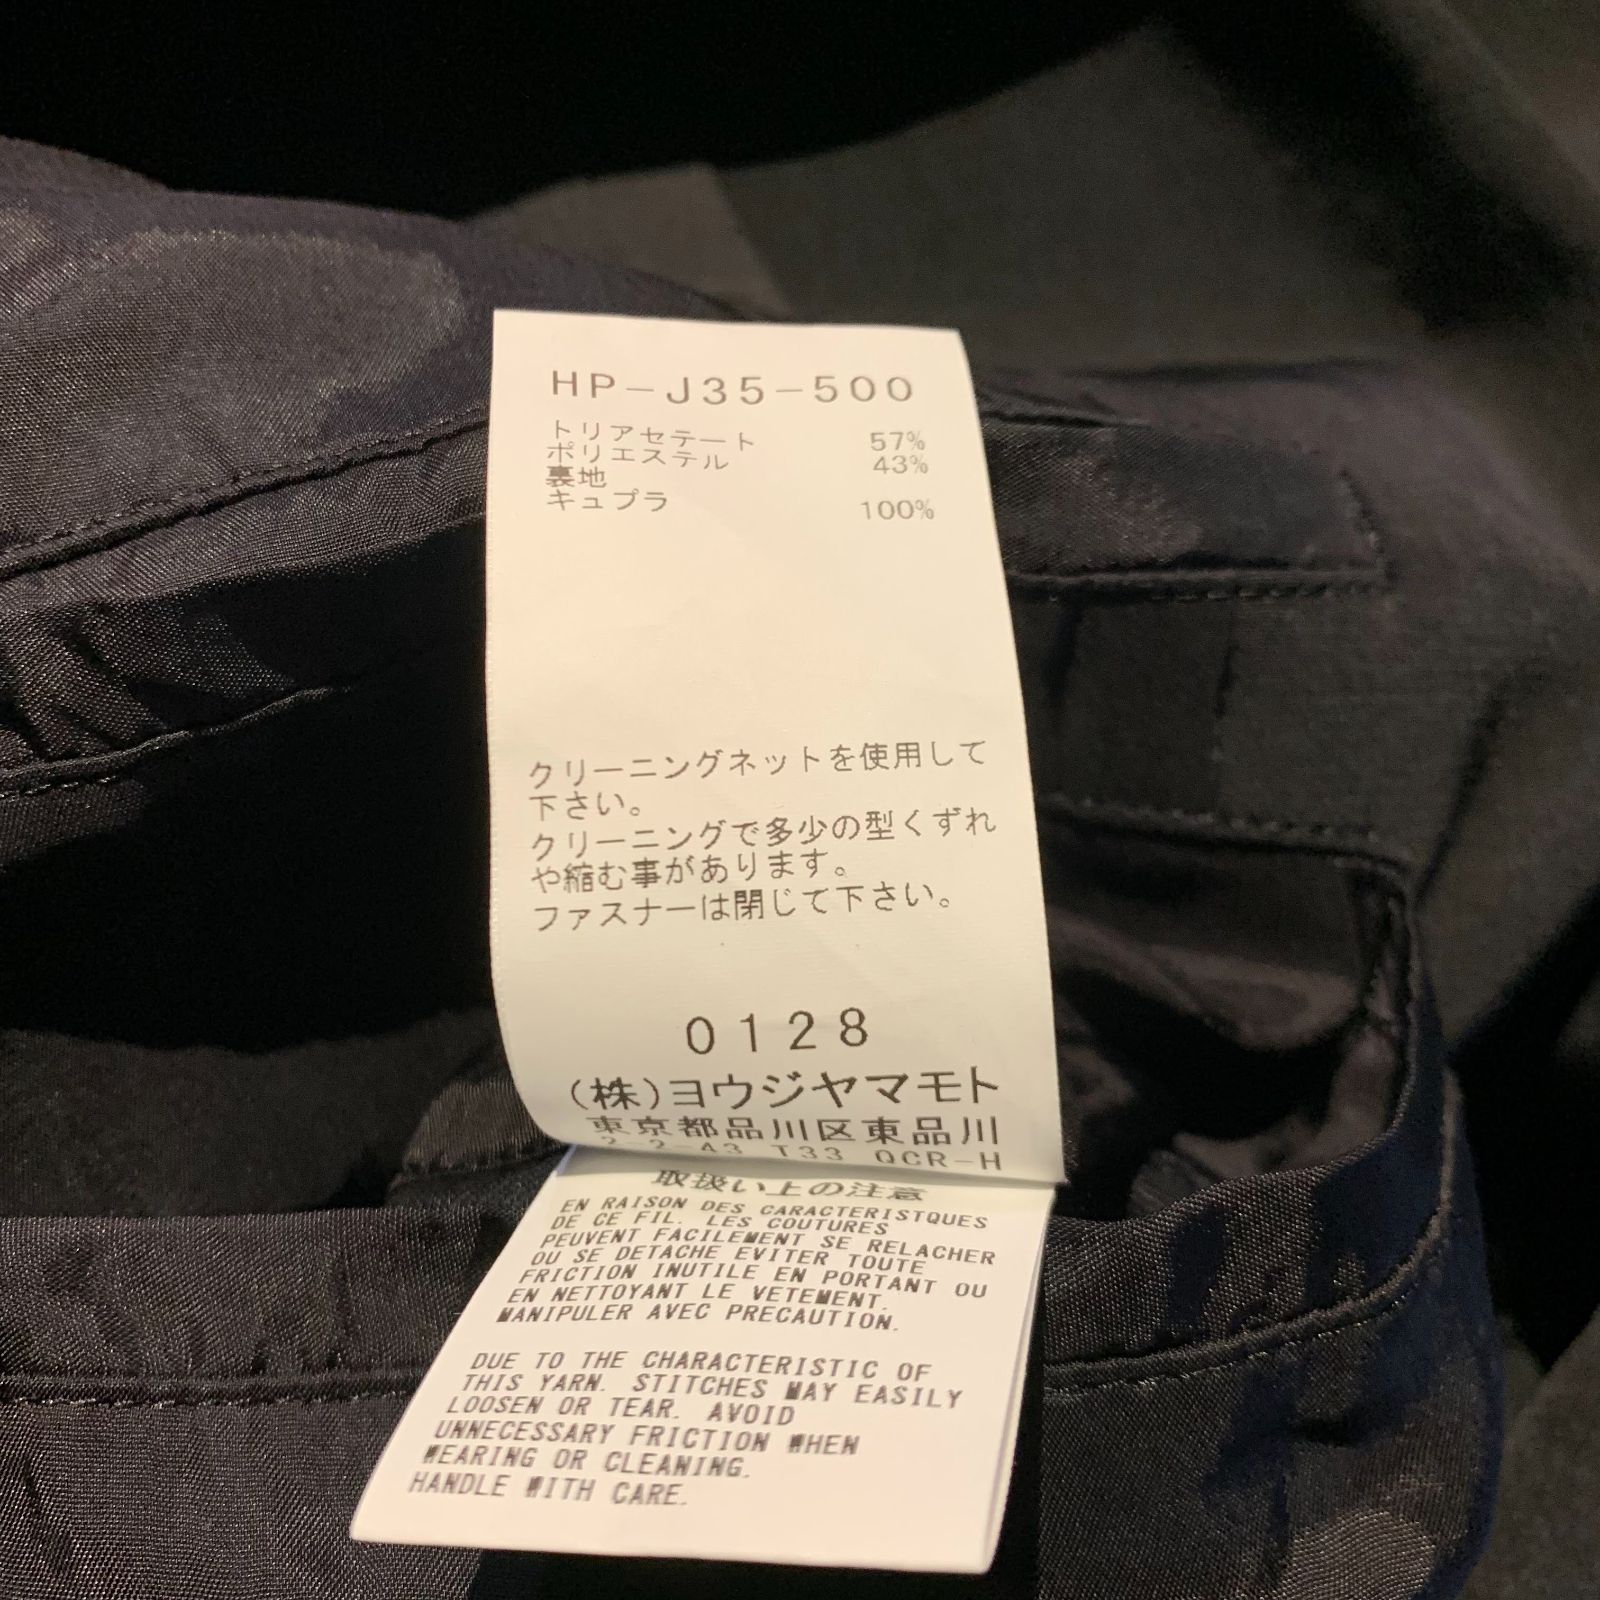 HP-J35-500
トリアセテート 57%
ポリエステル 43%
裏地
キュプラ 100%
クリーニングネットを使用して
下さい。
クリーニングで多少の型くずれ
や縮む事があります。
ファスナーは閉じて下さい。
0128
(株)ヨウジヤマモト
東京都品川区東品川
2-2-43 T33 QCR-H
取扱い上の注意
EN RAISON DES CARACTERISTQUES
DE CE FIL. LES COUTURES
PEUVENT FACILEMENT SE RELACHER
OU SE DETACHE EVITER TOUTE
FRICTION INUTILE EN PORTANT OU
EN NETTOYANT LE VETEMENT.
MANIPULER AVEC PRECAUTION.
DUE TO THE CHARACTERISTIC OF
THIS YARN. STITCHES MAY EASILY
LOOSEN OR TEAR. AVOID
UNNECESSARY FRICTION WHEN
WEARING OR CLEANING.
HANDLE WITH CARE.